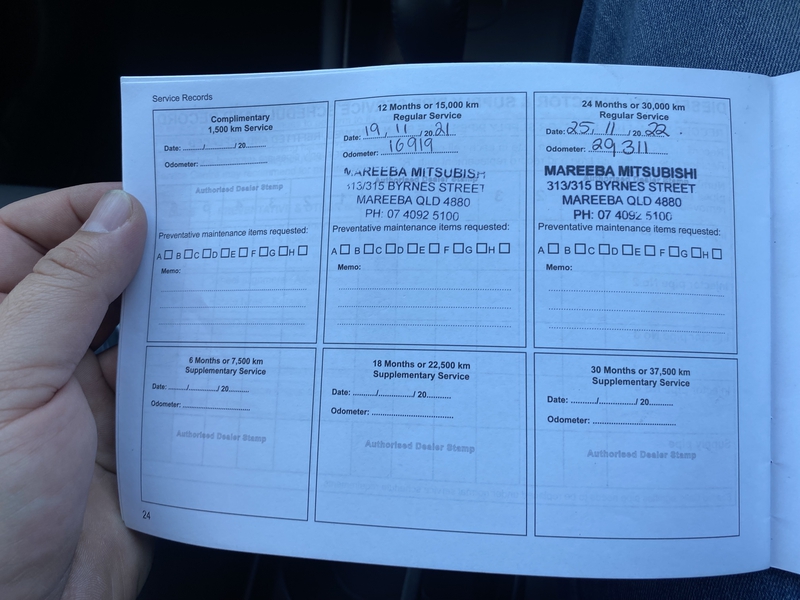 Service Records
Complimentary
1,500 km Service
Date: ......./............/ 20.......
Odometer: ................................
Authorised Dealer Stamp
Preventative maintenance items requested:
A □ B □ C □ D □ E □ F □ G □ H □
Memo:
12 Months or 15,000 km
Regular Service
Date: 19 / 11 / 20 21
Odometer: 16919
MAREEBA MITSUBISHI
313/315 BYRNES STREET
MAREEBA QLD 4880
PH: 07 4092 5100
Preventative maintenance items requested:
A □ B □ C □ D □ E □ F □ G □ H □
Memo:
24 Months or 30,000 km
Regular Service
Date: 25 / 11 / 20 22
Odometer: 29311
MAREEBA MITSUBISHI
313/315 BYRNES STREET
MAREEBA QLD 4880
PH: 07 4092 5100
Preventative maintenance items requested:
A □ B □ C □ D □ E □ F □ G □ H □
Memo:
6 Months or 7,500 km
Supplementary Service
Date: ......./............/ 20.......
Odometer: ................................
Authorised Dealer Stamp
18 Months or 22,500 km
Supplementary Service
Date: ......./............/ 20.......
Odometer: ................................
Authorised Dealer Stamp
30 Months or 37,500 km
Supplementary Service
Date: ......./............/ 20.......
Odometer: ................................
Authorised Dealer Stamp
24